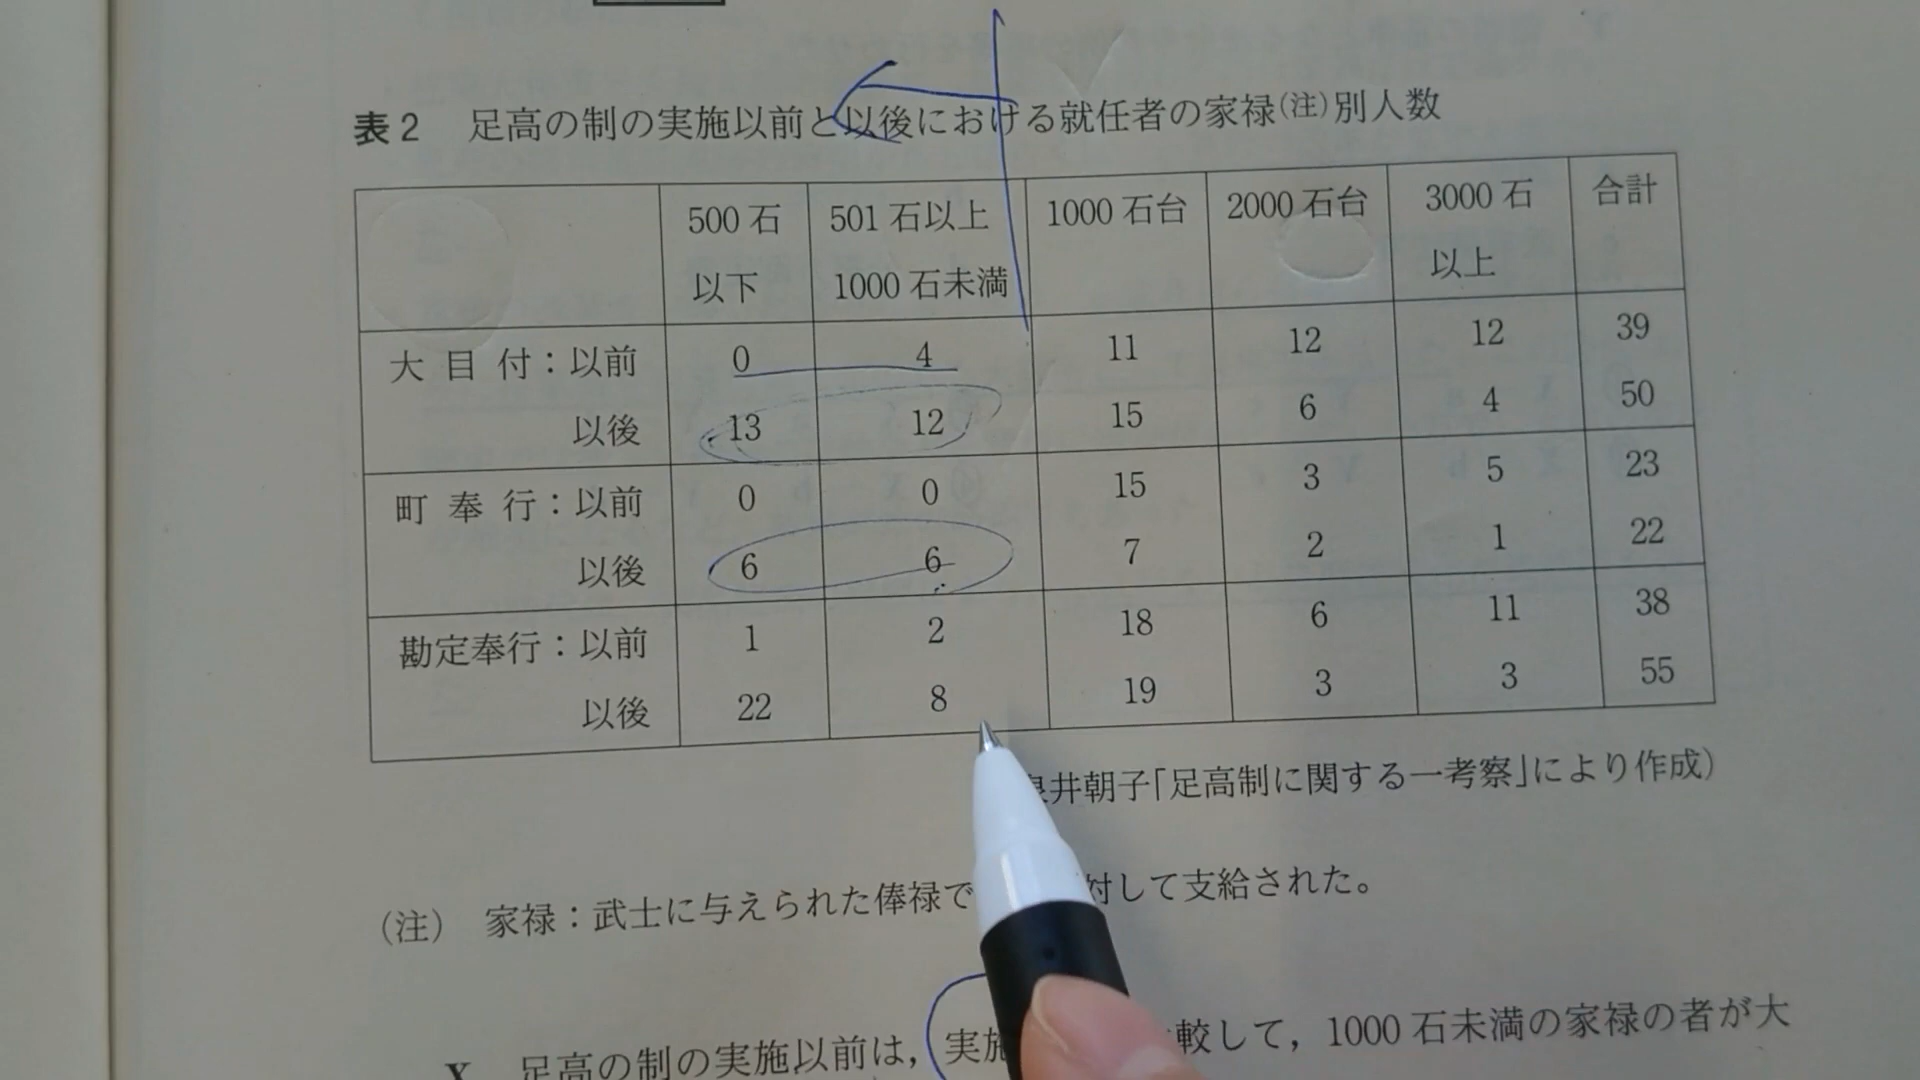 表2 足高の制の実施以前と以後における就任者の家禄(注)別人数
500石以下 501石以上1000石未満 1000石台 2000石台 3000石以上 合計
大目付：以前 0 4 11 12 12 39
以後 13 12 15 6 4 50
町奉行：以前 0 0 15 3 5 23
以後 6 6 7 2 1 22
勘定奉行：以前 1 2 18 6 11 38
以後 22 8 19 3 3 55
井朝子「足高制に関する一考察」により作成)
(注) 家禄：武士に与えられた俸禄で 対して支給された。
X 足高の制の実施以前は，実施 較して，1000石未満の家禄の者が大